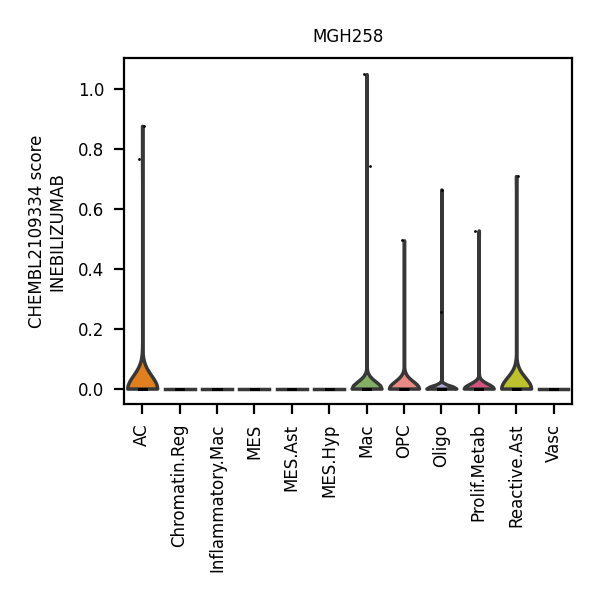 MGH258
CHEMBL2109334 score
INEBILIZUMAB
1.0
0.8
0.6
0.4
0.2
0.0
AC
Chromatin.Reg
Inflammatory.Mac
MES
MES.Ast
MES.Hyp
Mac
OPC
Oligo
Prolif.Metab
Reactive.Ast
Vasc